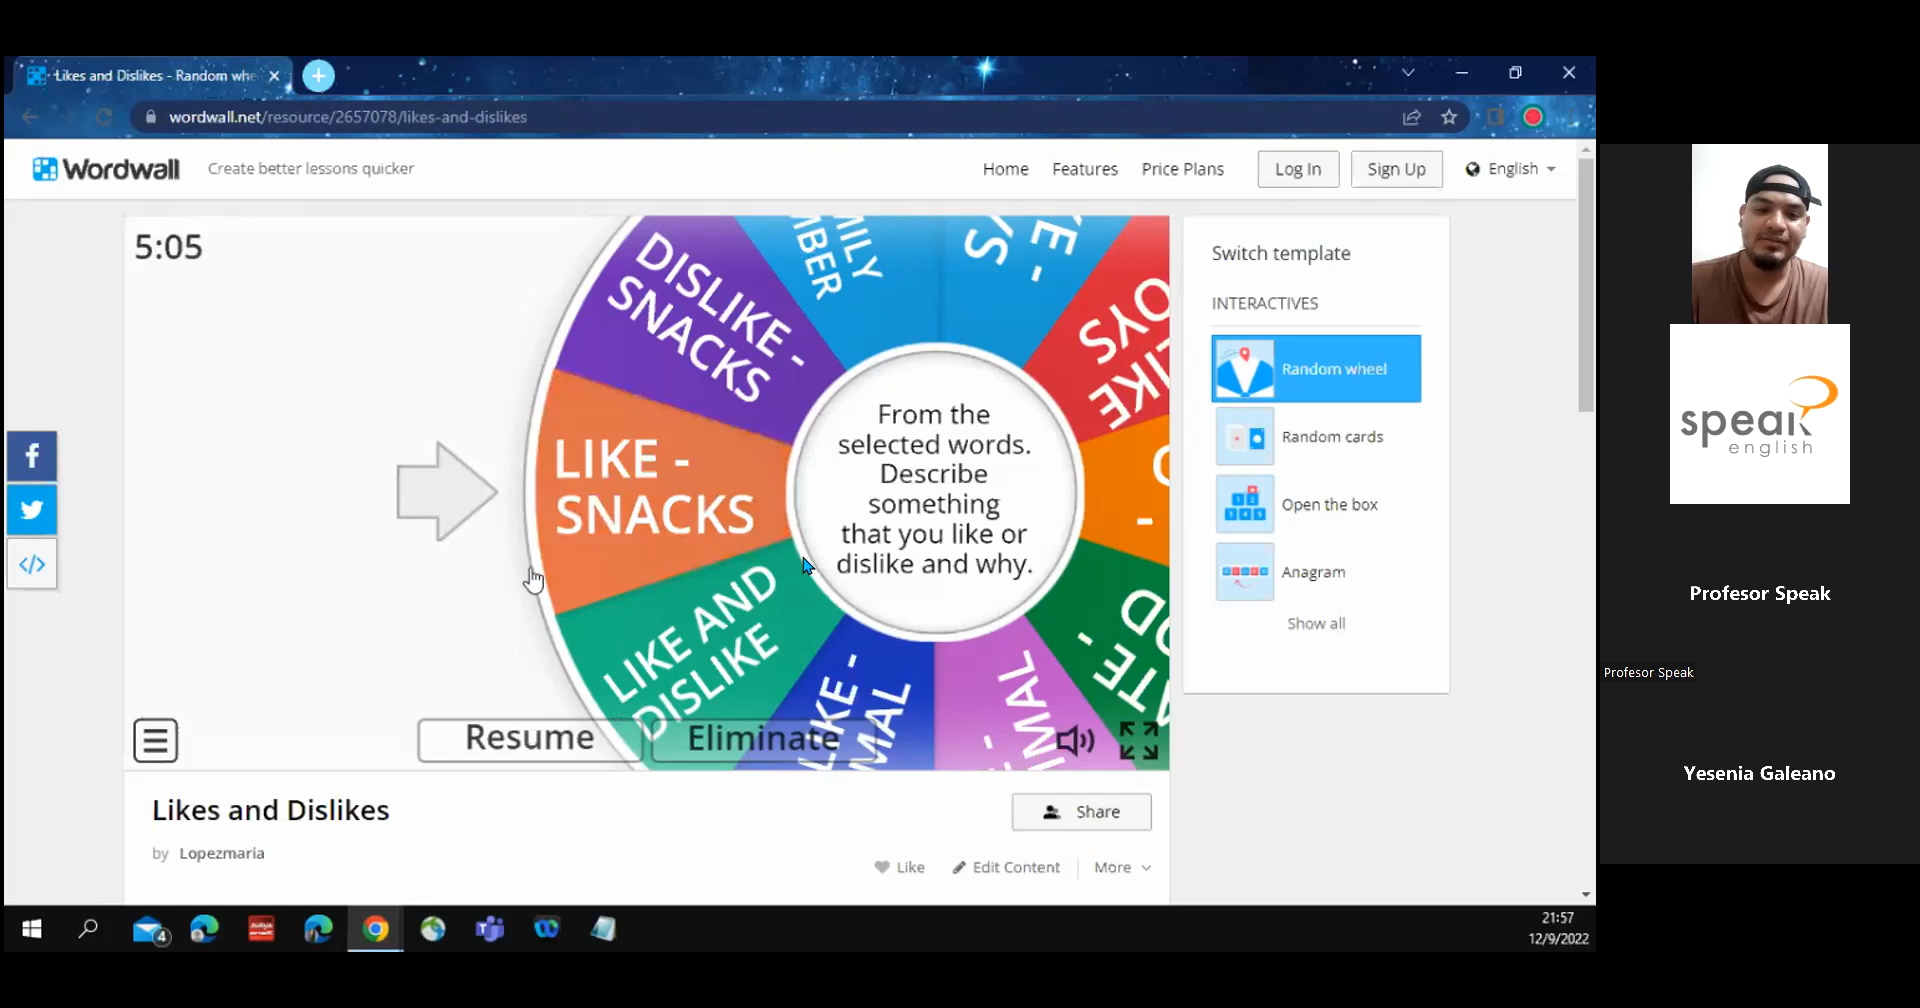 Likes and Dislikes - Random whe
wordwall.net/resource/2657078/likes-and-dislikes
Wordwall
Create better lessons quicker
Home
Features
Price Plans
Log In
Sign Up
English
5:05
DISLIKE -
SNACKS
LIKE -
SNACKS
LIKE AND
DISLIKE
From the
selected words.
Describe
something
that you like or
dislike and why.
Resume
Eliminate
Switch template
INTERACTIVES
Random wheel
Random cards
Open the box
Anagram
Show all
Likes and Dislikes
by Lopezmaria
Share
Like
Edit Content
More
4
21:57
12/9/2022
speak
english
Profesor Speak
Profesor Speak
Yesenia Galeano